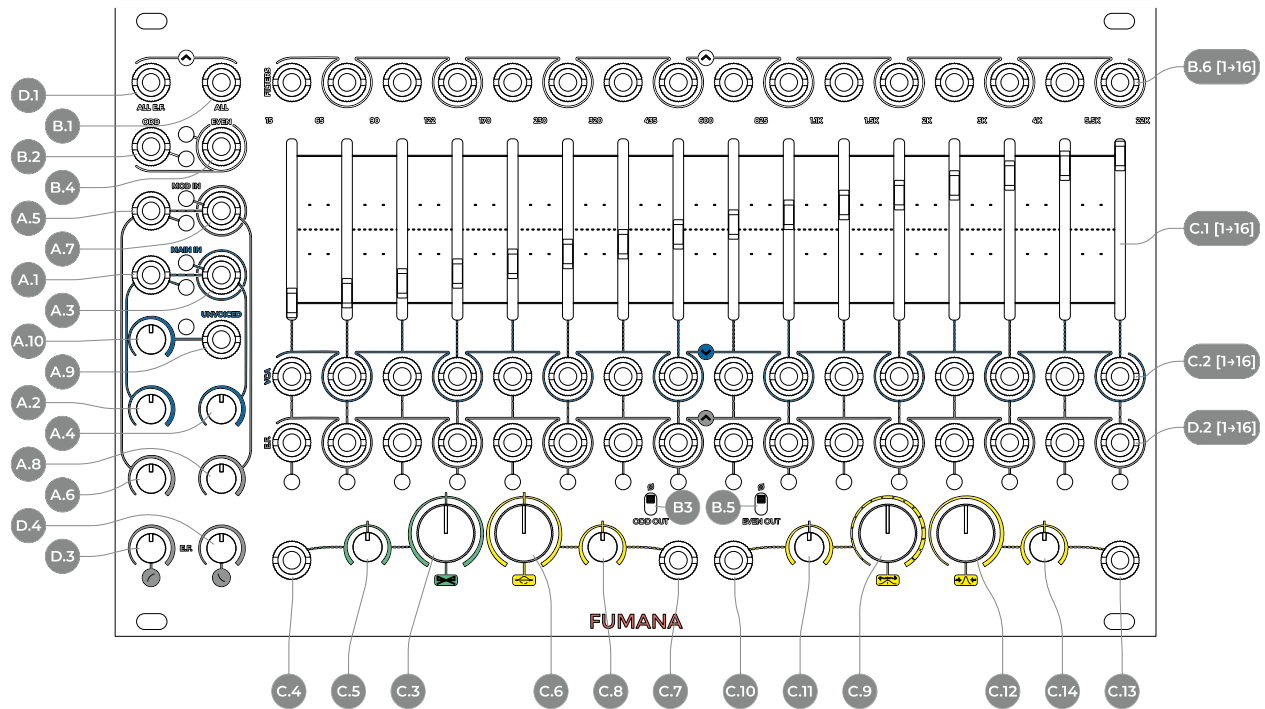 B.6 [1→16]
D.1
ALL E.F.
ALL
FEEDS
B.1
ODD
EVEN
15 65 90 122 170 230 320 435 600 825 1.1K 1.5K 2K 3K 4K 5.5K 22K
B.2
B.4
MOD IN
A.5
C.1 [1→16]
A.7
MAIN IN
A.1
A.3
UNVOICED
A.10
C.2 [1→16]
A.9
VCA
A.2
A.4
D.2 [1→16]
E.F.
A.8
A.6
ø ø
B3 B.5
ODD OUT EVEN OUT
D.4
E.F.
D.3
FUMANA
C.4 C.5 C.3 C.6 C.8 C.7 C.10 C.11 C.9 C.12 C.14 C.13